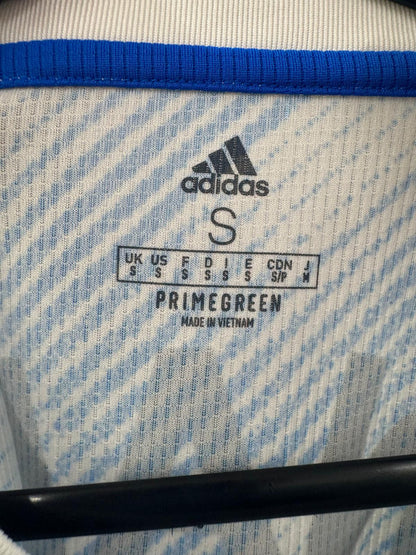 adidas
S
UK US F D I E CDN J
S S S S S S S/P M
PRIMEGREEN
MADE IN VIETNAM